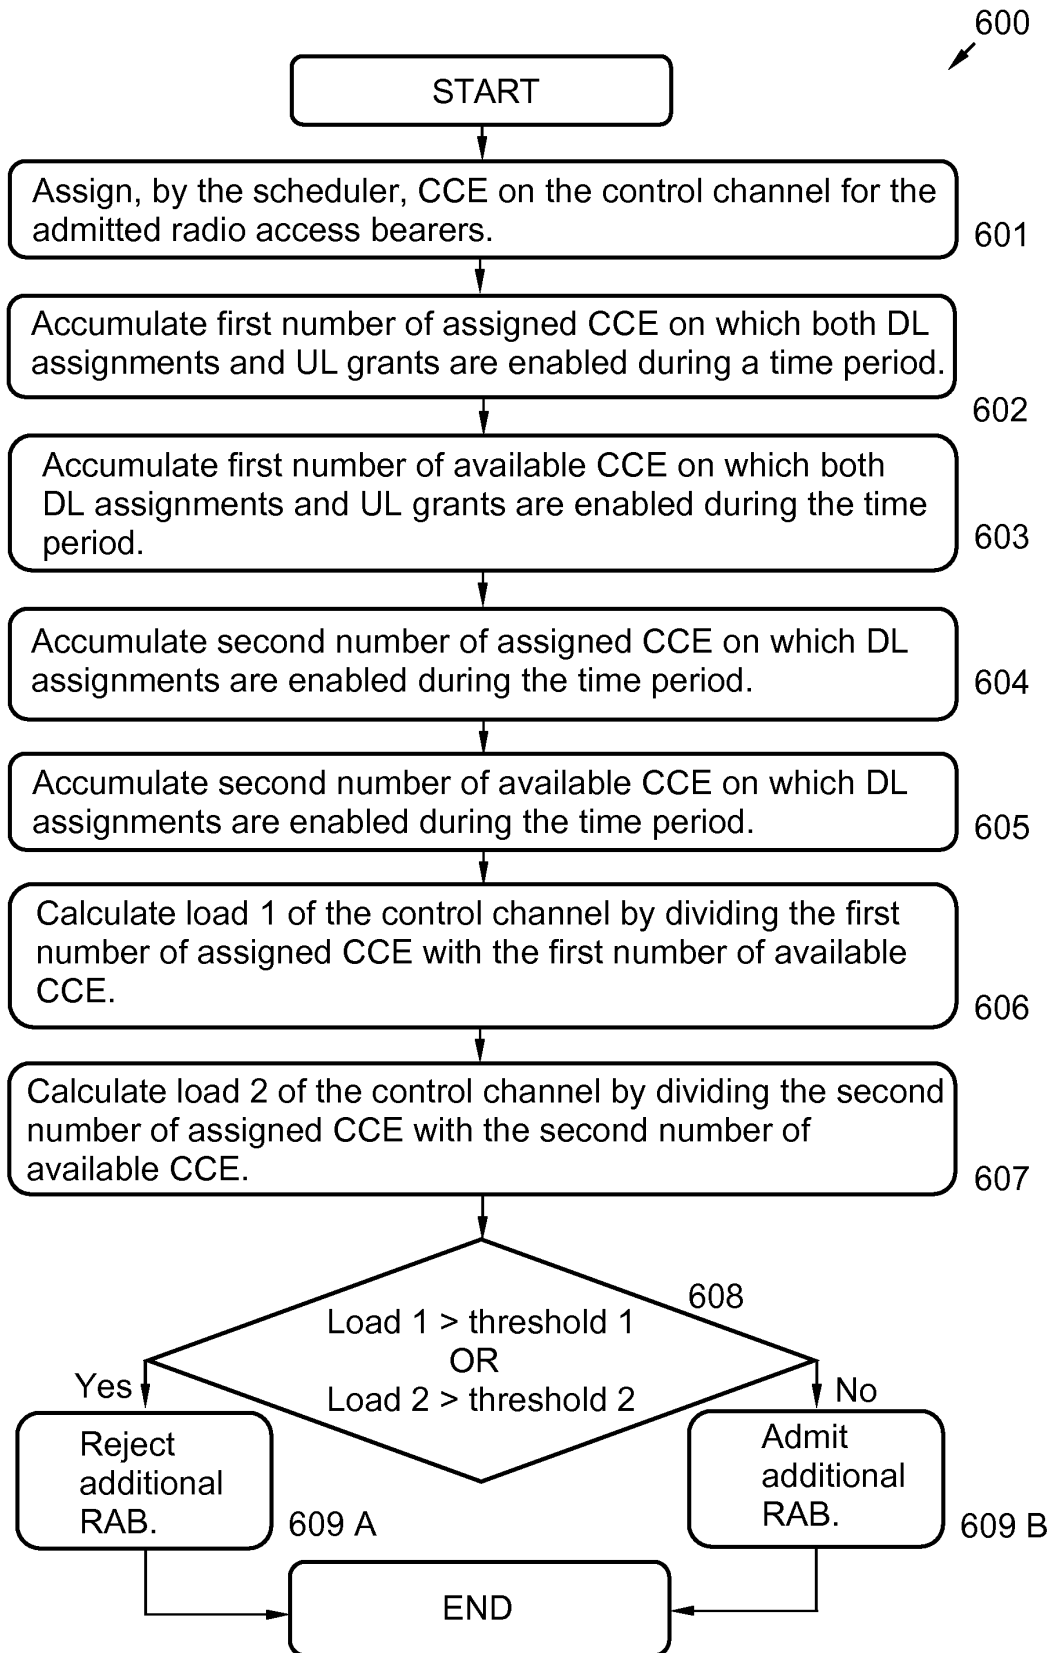 600
START
Assign, by the scheduler, CCE on the control channel for the
admitted radio access bearers.
601
Accumulate first number of assigned CCE on which both DL
assignments and UL grants are enabled during a time period.
602
Accumulate first number of available CCE on which both
DL assignments and UL grants are enabled during the time
period.
603
Accumulate second number of assigned CCE on which DL
assignments are enabled during the time period.
604
Accumulate second number of available CCE on which DL
assignments are enabled during the time period.
605
Calculate load 1 of the control channel by dividing the first
number of assigned CCE with the first number of available
CCE.
606
Calculate load 2 of the control channel by dividing the second
number of assigned CCE with the second number of
available CCE.
607
608
Load 1 > threshold 1
OR
Load 2 > threshold 2
Yes
No
Reject
additional
RAB.
609 A
Admit
additional
RAB.
609 B
END